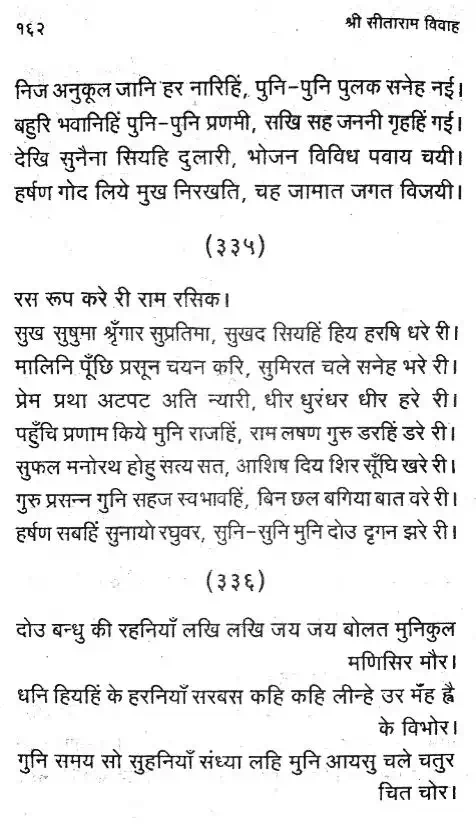 १६२ श्री सीताराम विवाह
निज अनुकूल जानि हर नारिहिं, पुनि-पुनि पुलक सनेह नई।
बहुरि भवानिहिं पुनि-पुनि प्रणमी, सखि सह जननी गृहहिं गई।
देखि सुनैना सियहि दुलारी, भोजन विविध पवाय चयी।
हर्षण गोद लिये मुख निरखति, चह जामात जगत विजयी।
(३३५)
रस रूप करे री राम रसिक।
सुख सुषुमा श्रृँगार सुप्रतिमा, सुखद सियहिं हिय हरषि धरे री।
मालिनि पूँछि प्रसून चयन करि, सुमिरत चले सनेह भरे री।
प्रेम प्रथा अटपट अति न्यारी, धीर धुरंधर धीर हरे री।
पहुँचि प्रणाम किये मुनि राजहिं, राम लषण गुरु डरहिं डरे री।
सुफल मनोरथ होहु सत्य सत, आशिष दिय शिर सूँघि खरे री।
गुरु प्रसन्न गुनि सहज स्वभावहिं, बिन छल बगिया बात वरे री।
हर्षण सबहिं सुनायो रघुवर, सुनि-सुनि मुनि दोउ दृगन झरे री।
(३३६)
दोउ बन्धु की रहनियाँ लखि लखि जय जय बोलत मुनिकुल
मणिसिर मौर।
धनि हियहिं के हरनियाँ सरबस कहि कहि लीन्हे उर मँह ह्वै
के विभोर।
गुनि समय सो सुहनियाँ संध्या लहि मुनि आयसु चले चतुर
चित चोर।